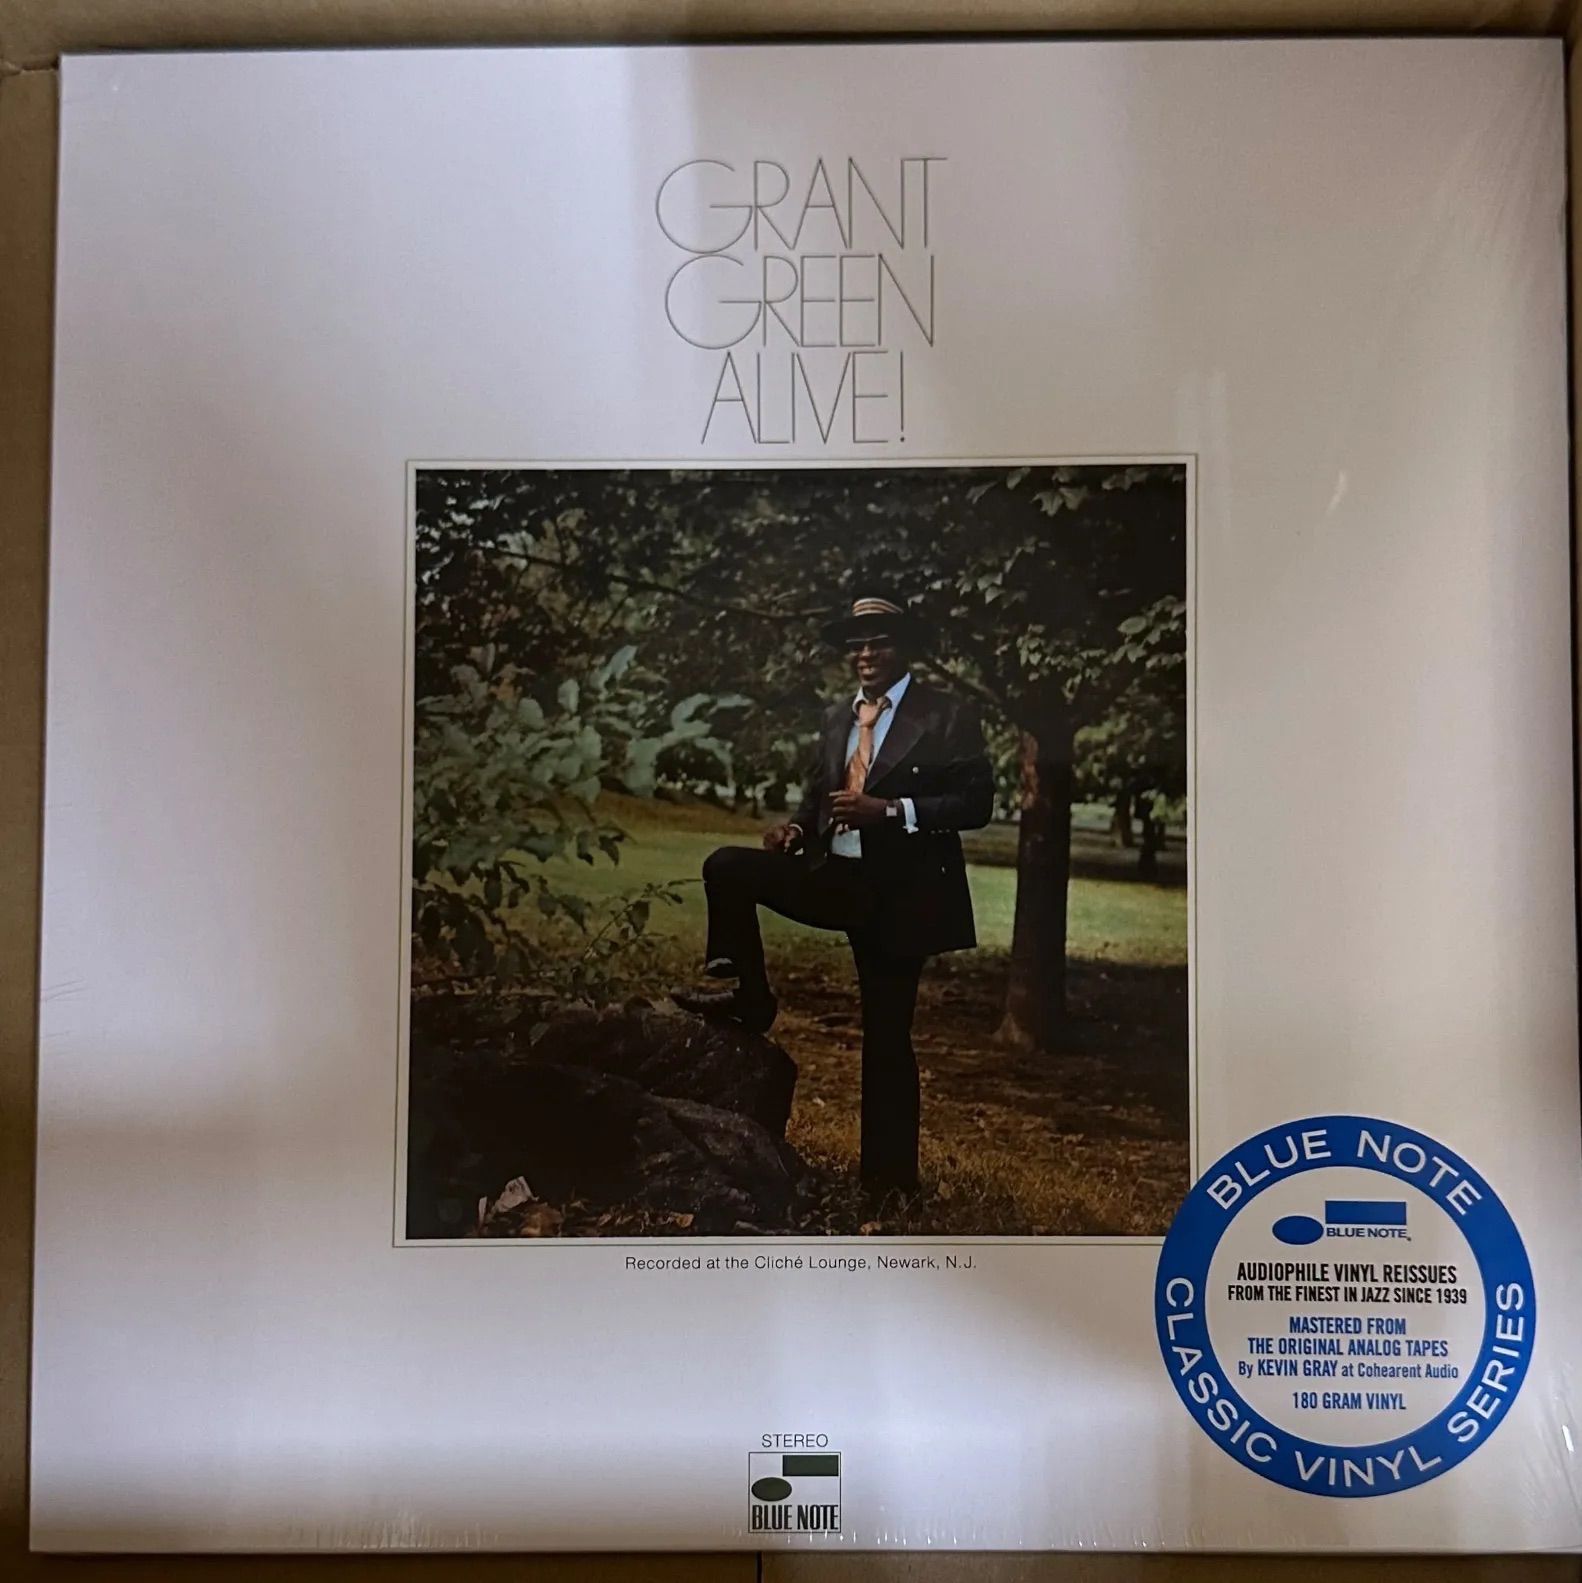 GRANT
GREEN
ALIVE!
Recorded at the Cliché Lounge, Newark, N.J.
STEREO
BLUE NOTE
BLUE NOTE
BLUE NOTE
AUDIOPHILE VINYL REISSUES
FROM THE FINEST IN JAZZ SINCE 1939
MASTERED FROM
THE ORIGINAL ANALOG TAPES
By KEVIN GRAY at Cohearent Audio
180 GRAM VINYL
CLASSIC VINYL SERIES